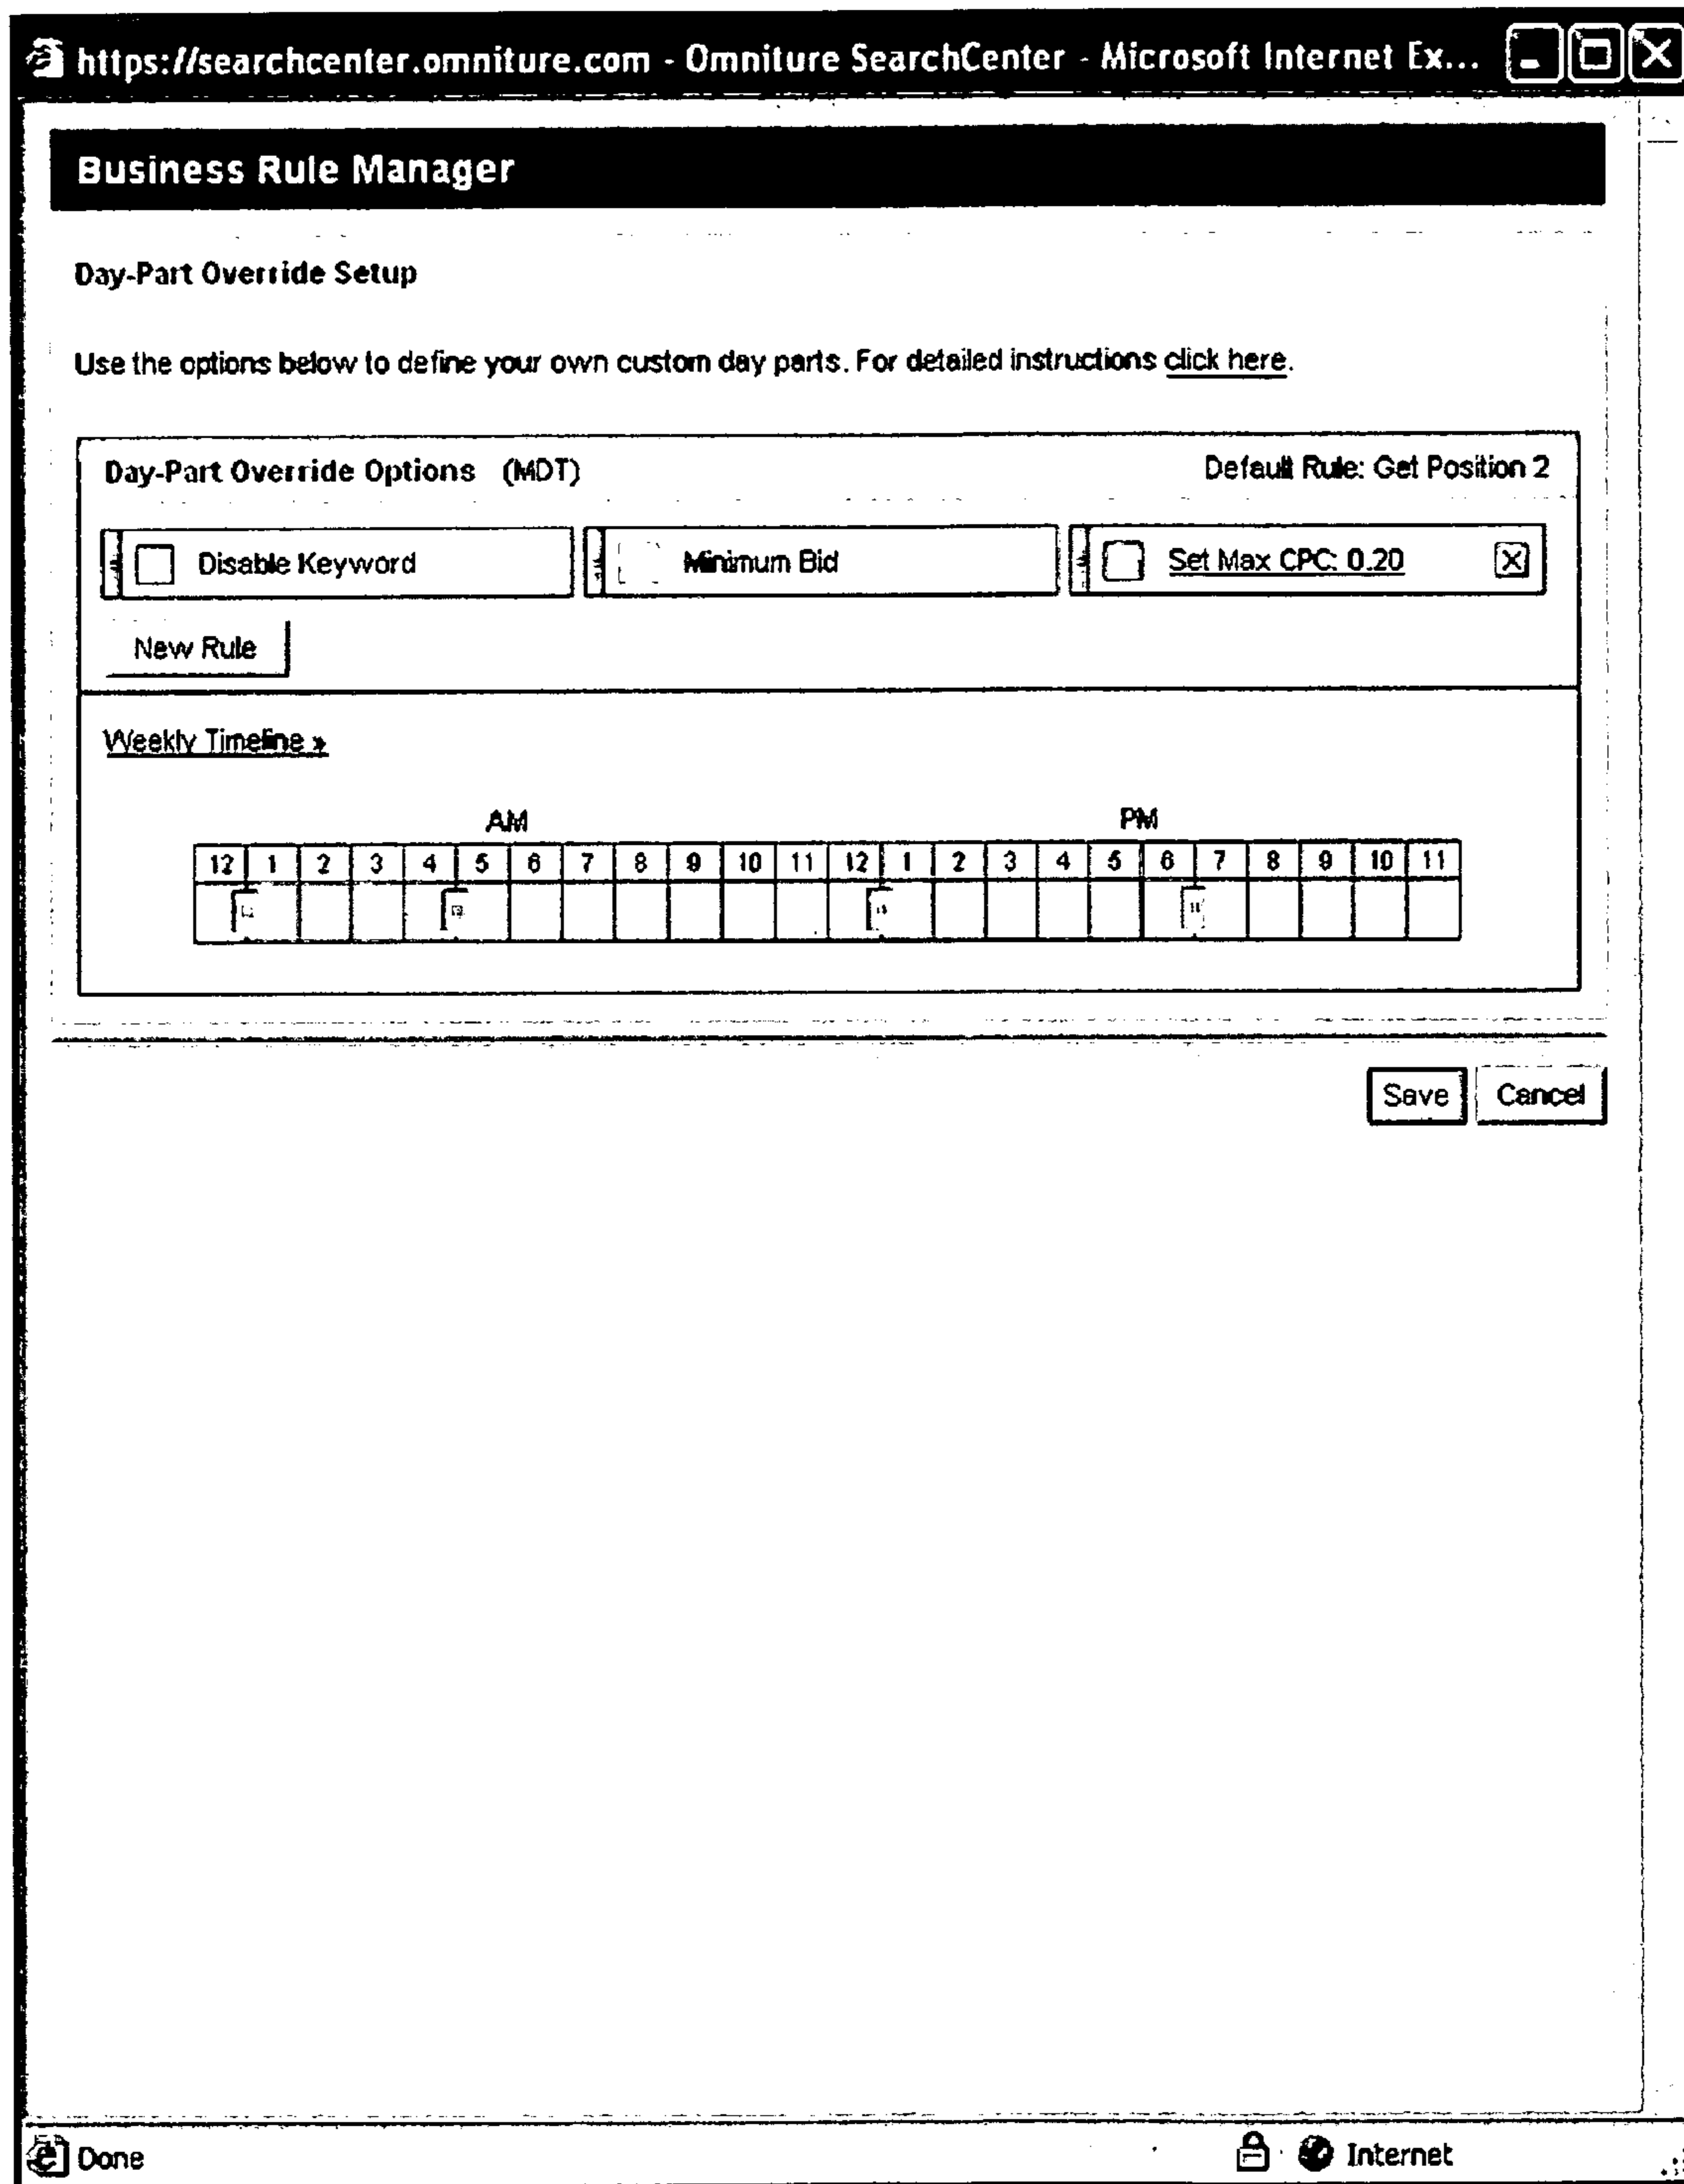 https://searchcenter.omniture.com - Omniture SearchCenter - Microsoft Internet Ex...
Business Rule Manager
Day-Part Override Setup
Use the options below to define your own custom day parts. For detailed instructions click here.
Day-Part Override Options (MDT) Default Rule: Get Position 2
Disable Keyword Minimum Bid Set Max CPC: 0.20
New Rule
Weekly Timeline »
AM PM
12 1 2 3 4 5 6 7 8 9 10 11 12 1 2 3 4 5 6 7 8 9 10 11
Save Cancel
Done Internet